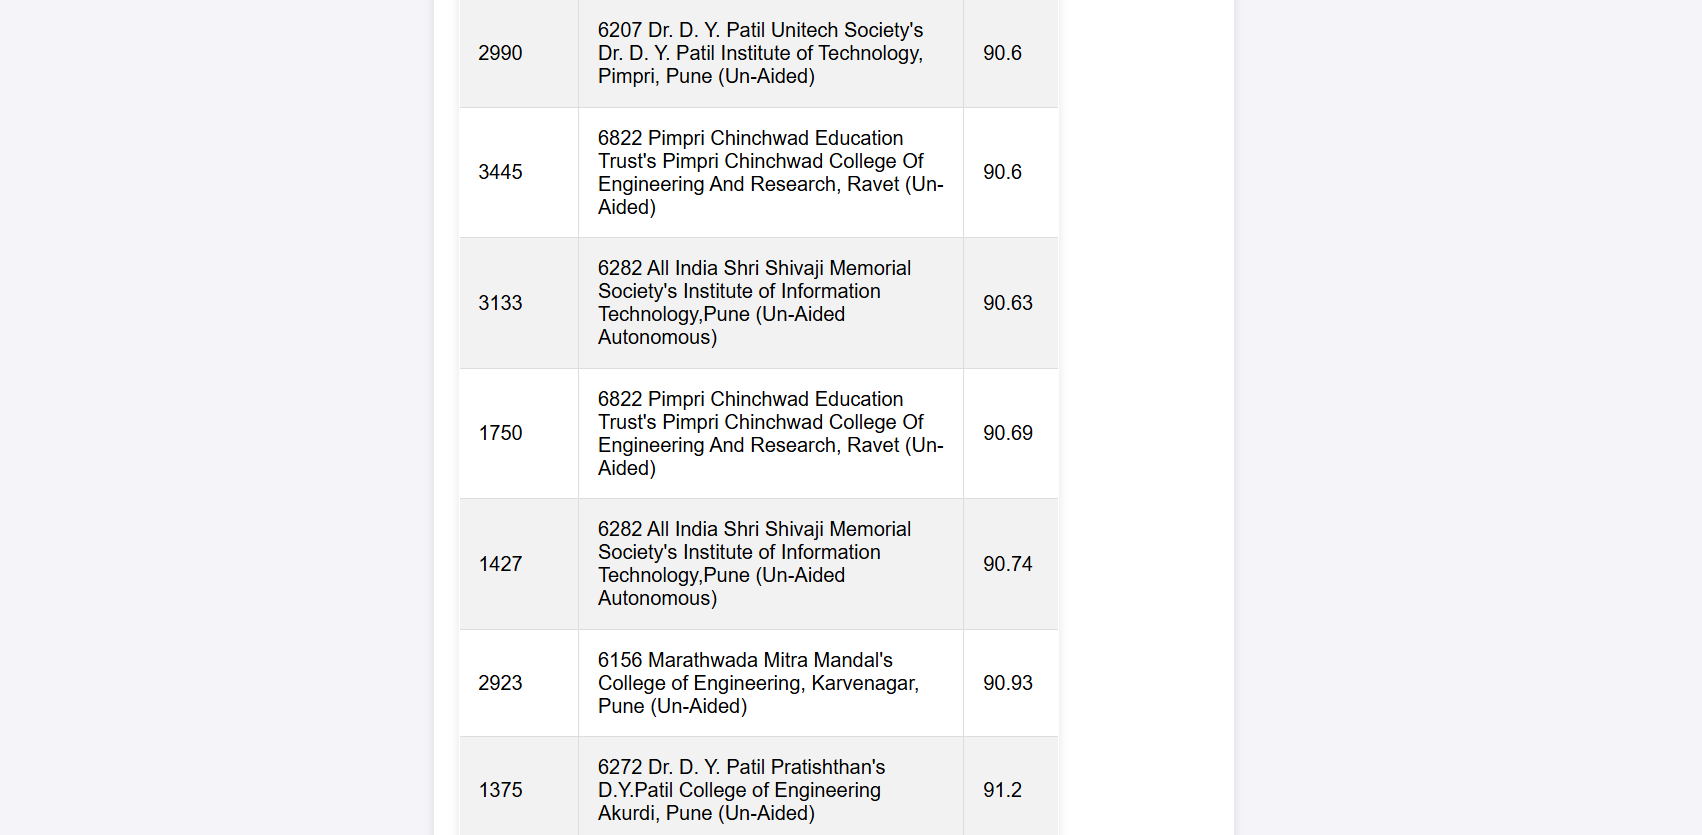 2990
6207 Dr. D. Y. Patil Unitech Society's
Dr. D. Y. Patil Institute of Technology,
Pimpri, Pune (Un-Aided)
90.6
3445
6822 Pimpri Chinchwad Education
Trust's Pimpri Chinchwad College Of
Engineering And Research, Ravet (Un-
Aided)
90.6
3133
6282 All India Shri Shivaji Memorial
Society's Institute of Information
Technology,Pune (Un-Aided
Autonomous)
90.63
1750
6822 Pimpri Chinchwad Education
Trust's Pimpri Chinchwad College Of
Engineering And Research, Ravet (Un-
Aided)
90.69
1427
6282 All India Shri Shivaji Memorial
Society's Institute of Information
Technology,Pune (Un-Aided
Autonomous)
90.74
2923
6156 Marathwada Mitra Mandal's
College of Engineering, Karvenagar,
Pune (Un-Aided)
90.93
1375
6272 Dr. D. Y. Patil Pratishthan's
D.Y.Patil College of Engineering
Akurdi, Pune (Un-Aided)
91.2